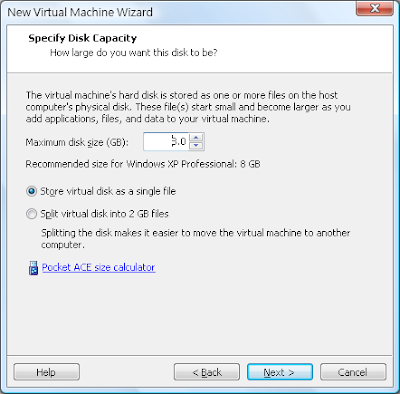 New Virtual Machine Wizard
Specify Disk Capacity
How large do you want this disk to be?
The virtual machine's hard disk is stored as one or more files on the host
computer's physical disk. These file(s) start small and become larger as you
add applications, files, and data to your virtual machine.
Maximum disk size (GB):
Recommended size for Windows XP Professional: 8 GB
Store virtual disk as a single file
Split virtual disk into 2 GB files
Splitting the disk makes it easier to move the virtual machine to another
computer.
Pocket ACE size calculator
Help < Back Next > Cancel